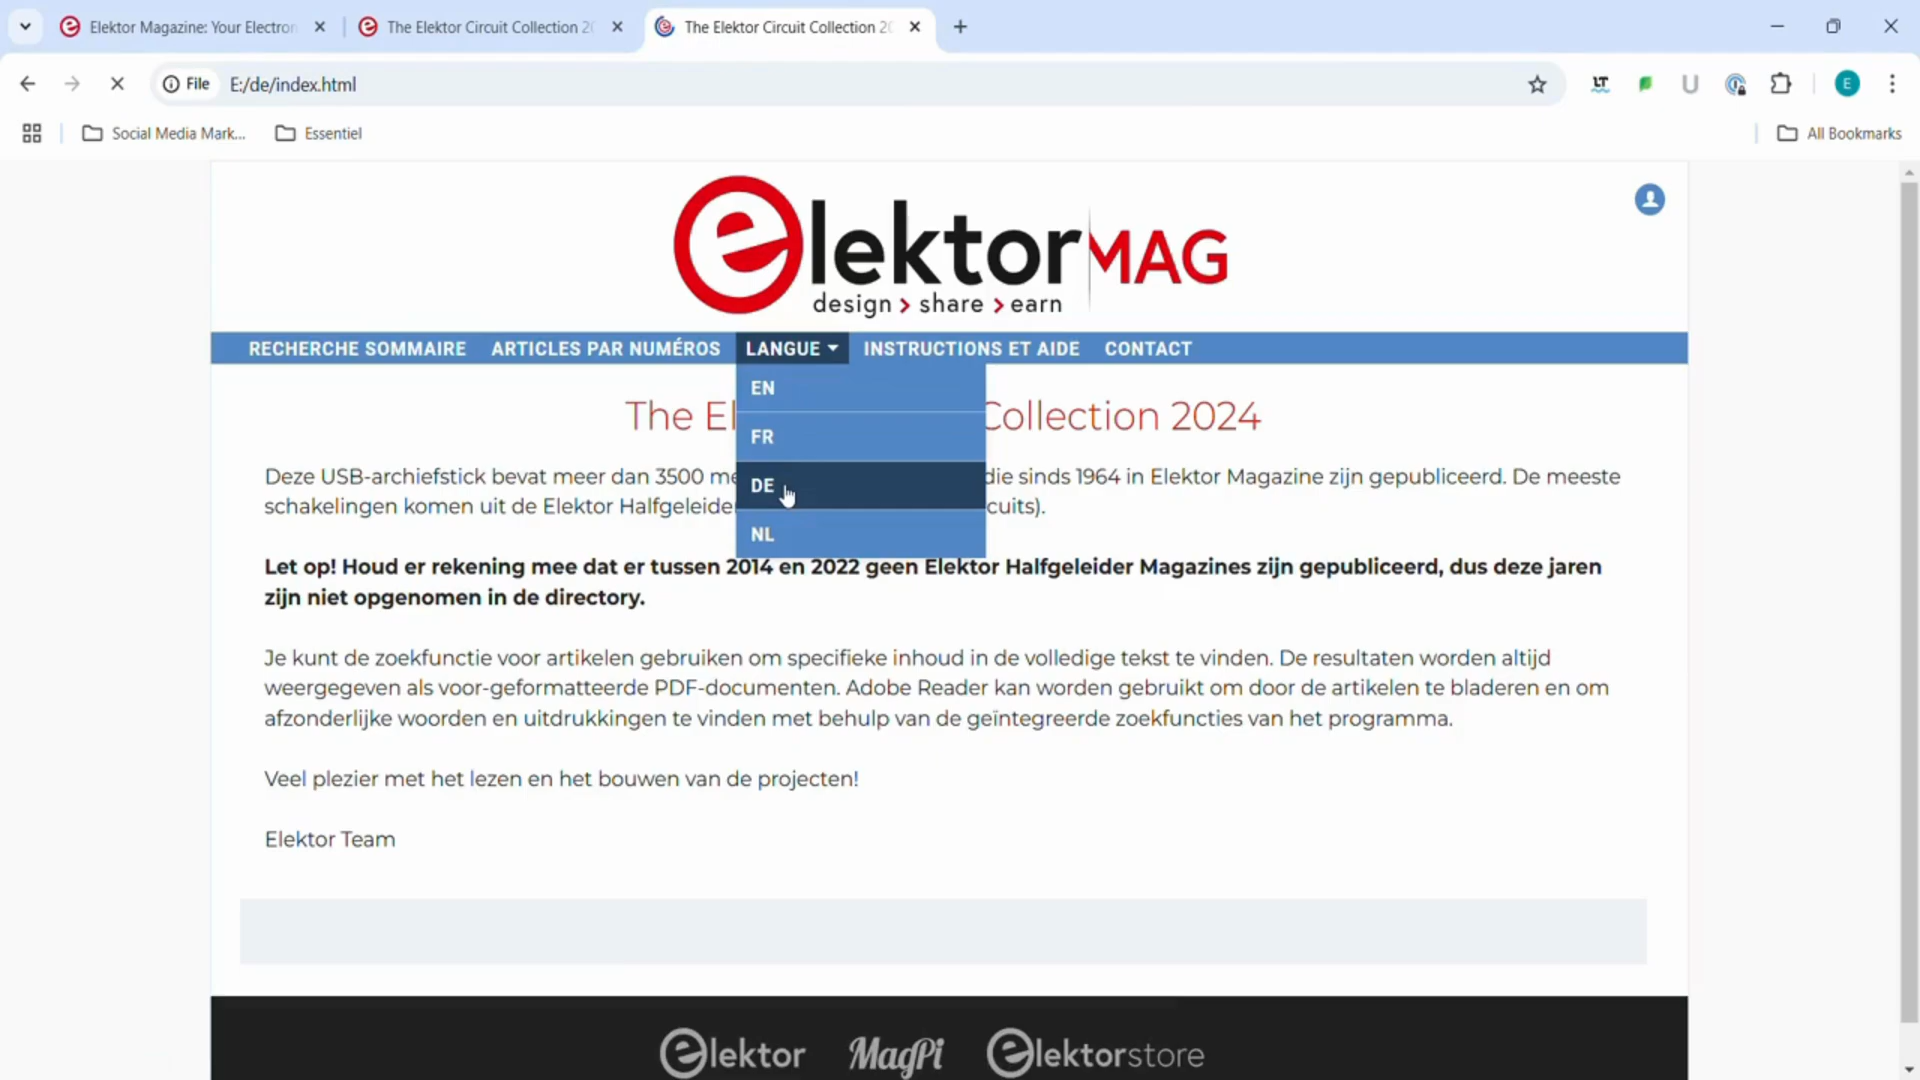 Elektor Magazine: Your Electron
The Elektor Circuit Collection 20
The Elektor Circuit Collection 20
File
E:/de/index.html
LT
U
E
Social Media Mark...
Essentiel
All Bookmarks
elektor MAG
design > share > earn
RECHERCHE SOMMAIRE
ARTICLES PAR NUMÉROS
LANGUE
INSTRUCTIONS ET AIDE
CONTACT
EN
FR
DE
NL
The El Collection 2024
Deze USB-archiefstick bevat meer dan 3500 me die sinds 1964 in Elektor Magazine zijn gepubliceerd. De meeste
schakelingen komen uit de Elektor Halfgeleide cuits).
Let op! Houd er rekening mee dat er tussen 2014 en 2022 geen Elektor Halfgeleider Magazines zijn gepubliceerd, dus deze jaren
zijn niet opgenomen in de directory.
Je kunt de zoekfunctie voor artikelen gebruiken om specifieke inhoud in de volledige tekst te vinden. De resultaten worden altijd
weergegeven als voor-geformatteerde PDF-documenten. Adobe Reader kan worden gebruikt om door de artikelen te bladeren en om
afzonderlijke woorden en uitdrukkingen te vinden met behulp van de geïntegreerde zoekfuncties van het programma.
Veel plezier met het lezen en het bouwen van de projecten!
Elektor Team
elektor
MagPi
elektorstore